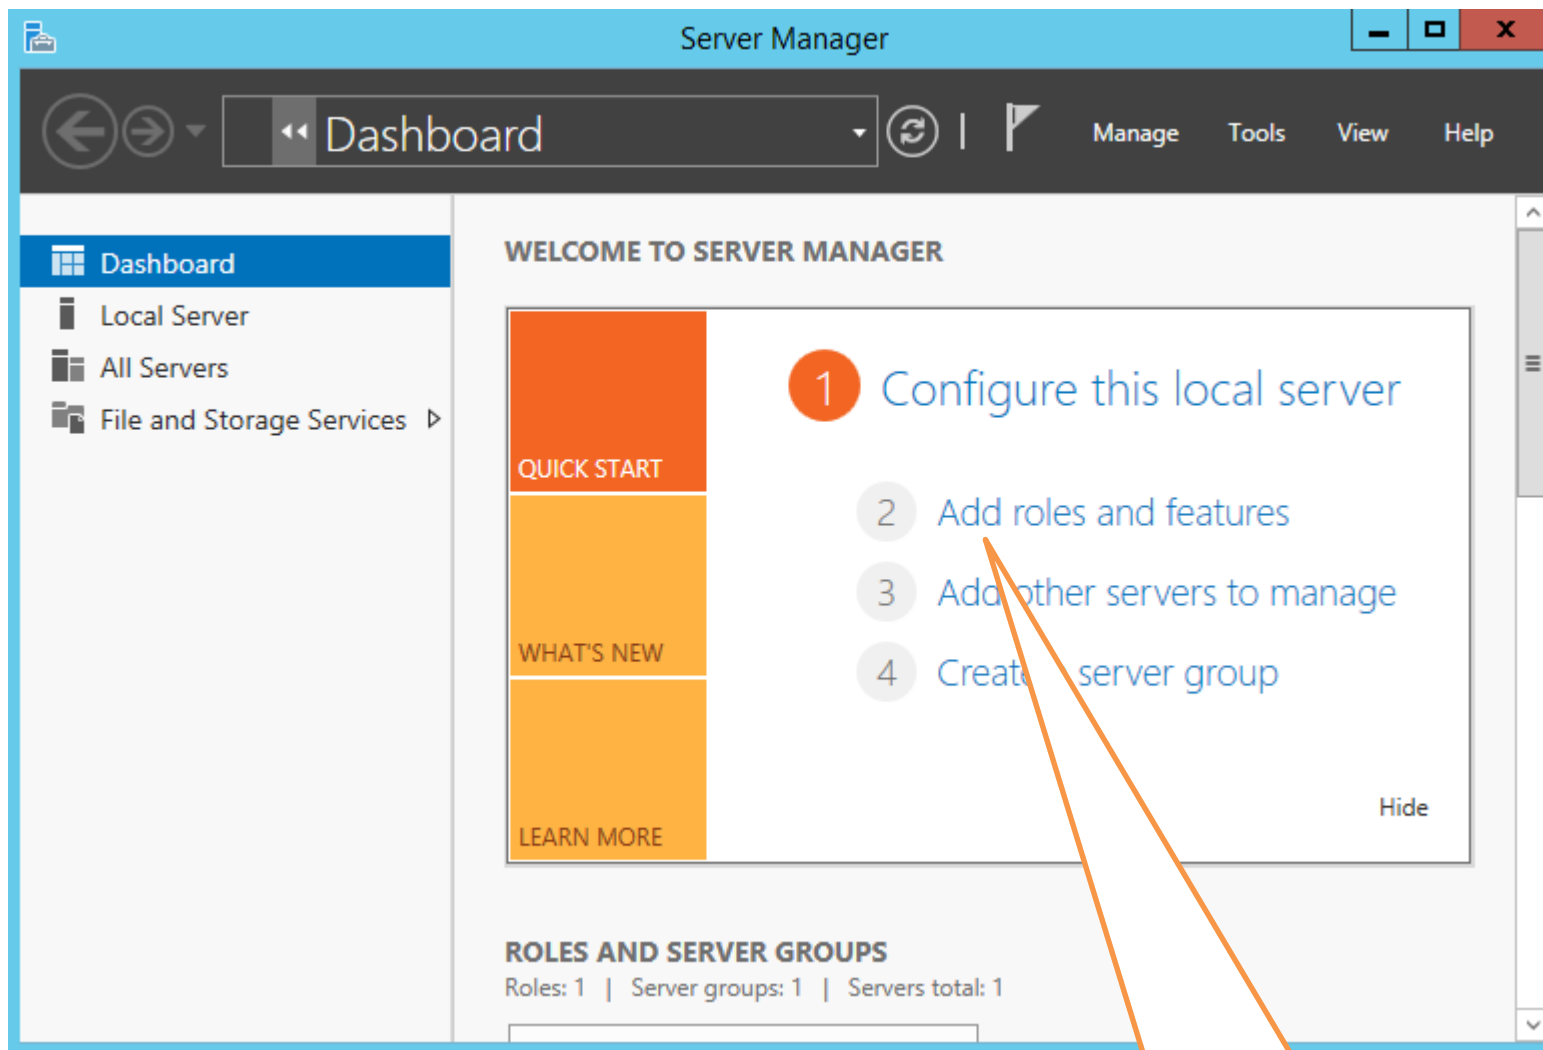 Server Manager
Dashboard
Manage Tools View Help
Dashboard
Local Server
All Servers
File and Storage Services
WELCOME TO SERVER MANAGER
QUICK START
WHAT'S NEW
LEARN MORE
1 Configure this local server
2 Add roles and features
3 Add other servers to manage
4 Create server group
Hide
ROLES AND SERVER GROUPS
Roles: 1 | Server groups: 1 | Servers total: 1